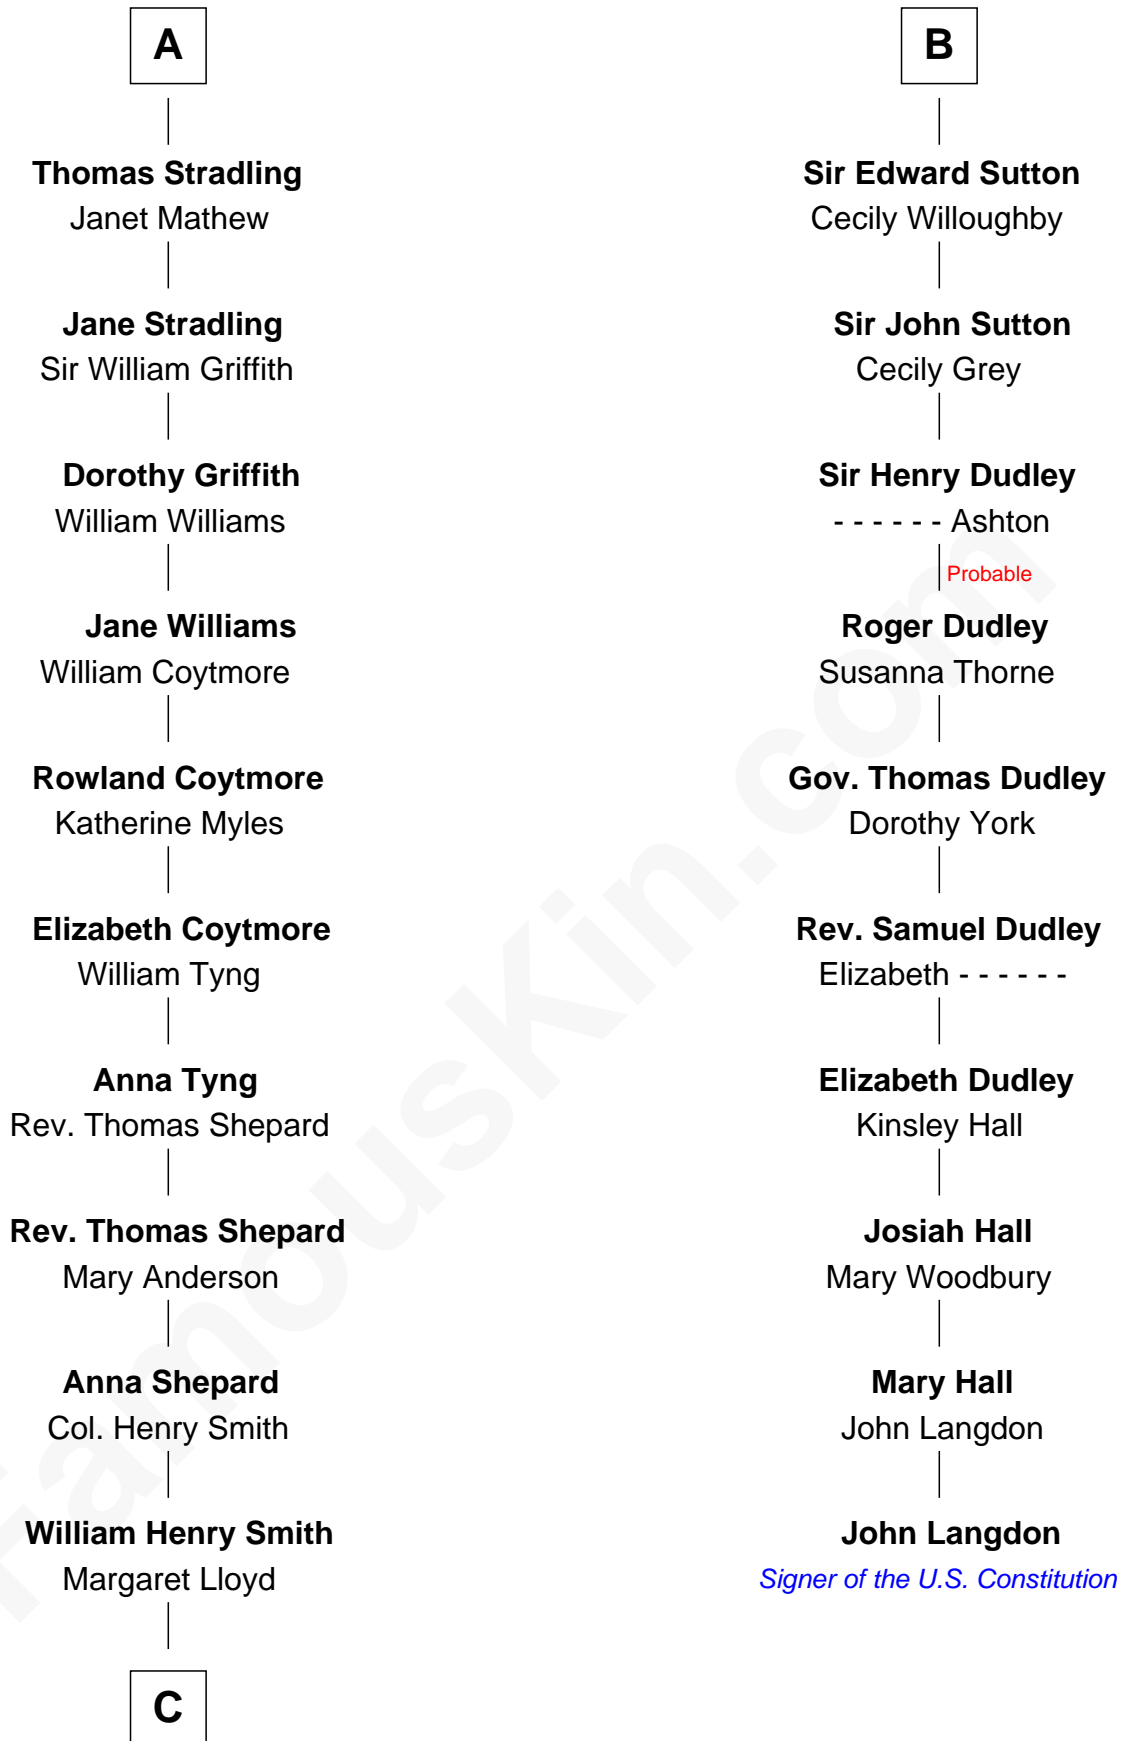 A
Thomas Stradling
Janet Mathew
Jane Stradling
Sir William Griffith
Dorothy Griffith
William Williams
Jane Williams
William Coytmore
Rowland Coytmore
Katherine Myles
Elizabeth Coytmore
William Tyng
Anna Tyng
Rev. Thomas Shepard
Rev. Thomas Shepard
Mary Anderson
Anna Shepard
Col. Henry Smith
William Henry Smith
Margaret Lloyd
C
B
Sir Edward Sutton
Cecily Willoughby
Sir John Sutton
Cecily Grey
Sir Henry Dudley
- - - - - - Ashton
Probable
Roger Dudley
Susanna Thorne
Gov. Thomas Dudley
Dorothy York
Rev. Samuel Dudley
Elizabeth - - - - - -
Elizabeth Dudley
Kinsley Hall
Josiah Hall
Mary Woodbury
Mary Hall
John Langdon
John Langdon
Signer of the U.S. Constitution
FamousKin.com